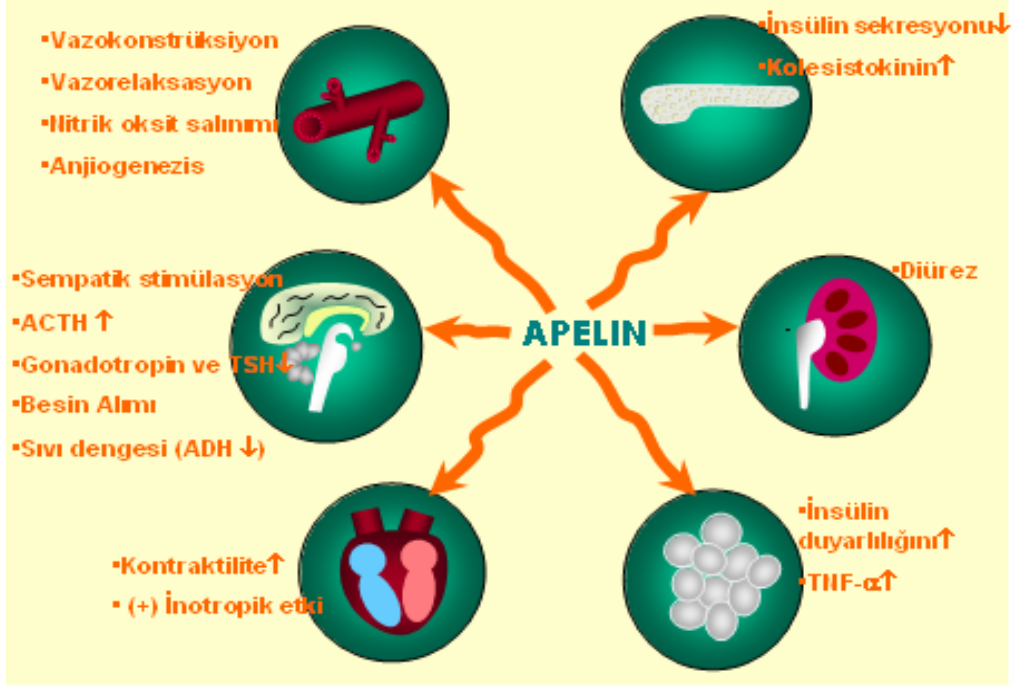 ▪Vazokonstrüksiyon
▪Vazorelaksasyon
▪Nitrik oksit salınımı
▪Anjiogenezis
▪İnsülin sekresyonu↓
▪Kolesistokinin↑
▪Sempatik stimülasyon
▪ACTH ↑
▪Gonadotropin ve TSH↓
▪Besin Alımı
▪Sıvı dengesi (ADH ↓)
APELIN
▪Diürez
▪Kontraktilite↑
▪ (+) İnotropik etki
▪İnsülin
duyarlılığını↑
▪TNF-α↑